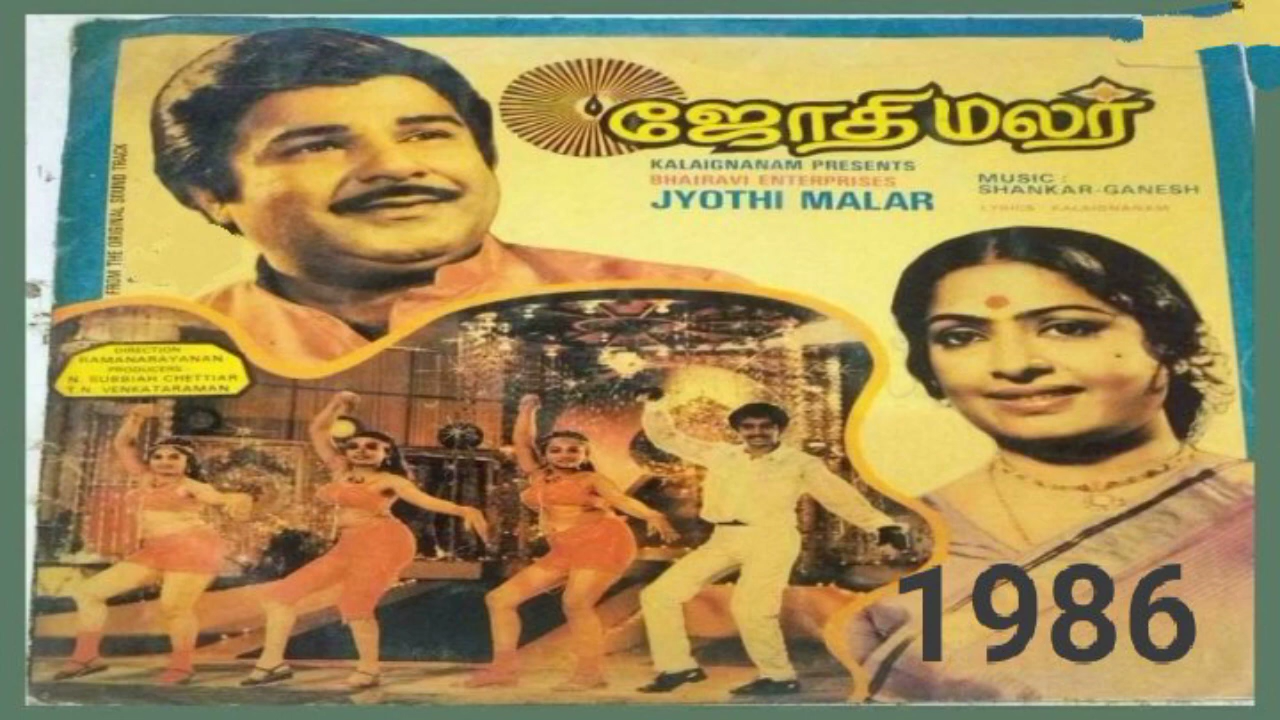 ஜோதி மலர்
KALAIGNANAM PRESENTS
BHAIRAVI ENTERPRISES
JYOTHI MALAR
MUSIC :
SHANKAR-GANESH
LYRICS : KALAIGNANAM
FROM THE ORIGINAL SOUND TRACK
DIRECTION
RAMANARAYANAN
PRODUCERS
N. SUBBIAH CHETTIAR
T.N. VENKATARAMAN
1986